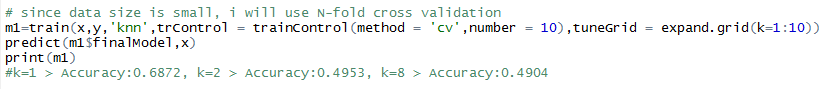 # since data size is small, i will use N-fold cross validation
m1=train(x,y,'knn',trControl = trainControl(method = 'cv',number = 10),tuneGrid = expand.grid(k=1:10))
predict(m1$finalModel,x)
print(m1)
#k=1 > Accuracy:0.6872, k=2 > Accuracy:0.4953, k=8 > Accuracy:0.4904